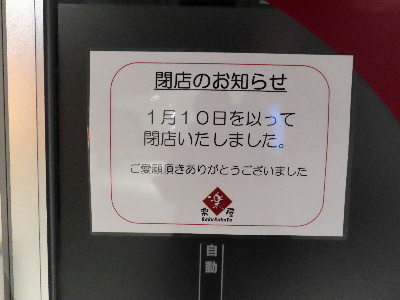 閉店のお知らせ
1月10日を以って
閉店いたしました。
ご愛顧頂きありがとうございました
自動